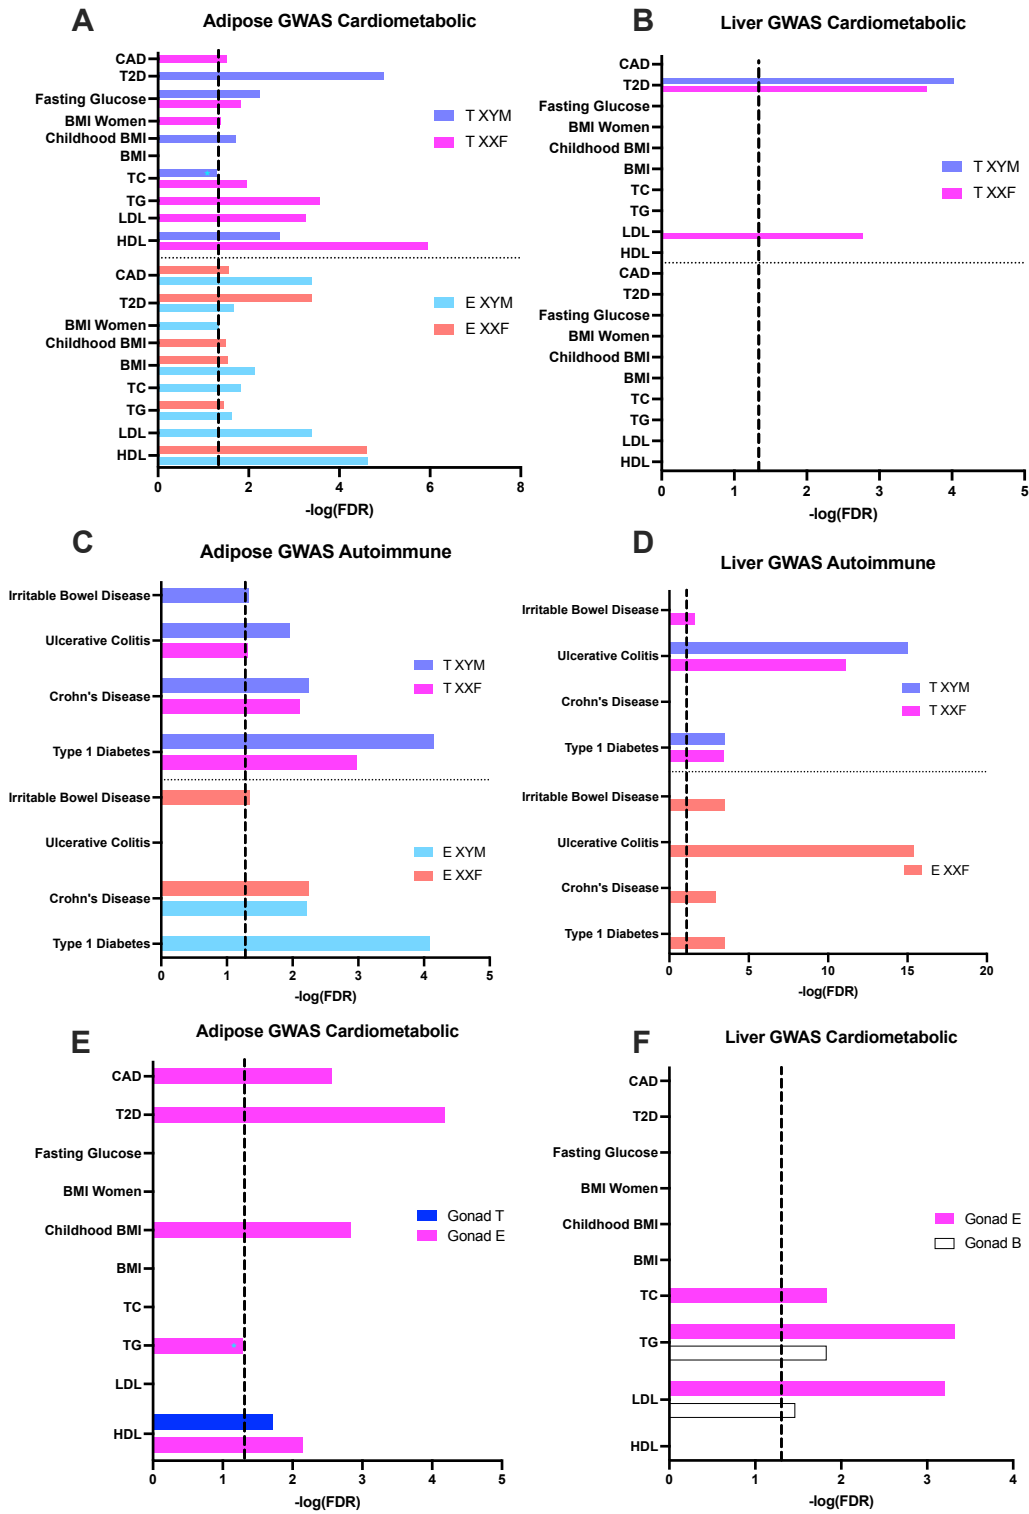 A
Adipose GWAS Cardiometabolic
CAD
T2D
Fasting Glucose
BMI Women
Childhood BMI
BMI
TC
TG
LDL
HDL
T XYM
T XXF
CAD
T2D
BMI Women
Childhood BMI
BMI
TC
TG
LDL
HDL
E XYM
E XXF
0 2 4 6 8
-log(FDR)
B
Liver GWAS Cardiometabolic
CAD
T2D
Fasting Glucose
BMI Women
Childhood BMI
BMI
TC
TG
LDL
HDL
T XYM
T XXF
CAD
T2D
Fasting Glucose
BMI Women
Childhood BMI
BMI
TC
TG
LDL
HDL
0 1 2 3 4 5
-log(FDR)
C
Adipose GWAS Autoimmune
Irritable Bowel Disease
Ulcerative Colitis
Crohn's Disease
Type 1 Diabetes
T XYM
T XXF
Irritable Bowel Disease
Ulcerative Colitis
Crohn's Disease
Type 1 Diabetes
E XYM
E XXF
0 1 2 3 4 5
-log(FDR)
D
Liver GWAS Autoimmune
Irritable Bowel Disease
Ulcerative Colitis
Crohn's Disease
Type 1 Diabetes
T XYM
T XXF
Irritable Bowel Disease
Ulcerative Colitis
Crohn's Disease
Type 1 Diabetes
E XXF
0 5 10 15 20
-log(FDR)
E
Adipose GWAS Cardiometabolic
CAD
T2D
Fasting Glucose
BMI Women
Childhood BMI
BMI
TC
TG
LDL
HDL
Gonad T
Gonad E
0 1 2 3 4 5
-log(FDR)
F
Liver GWAS Cardiometabolic
CAD
T2D
Fasting Glucose
BMI Women
Childhood BMI
BMI
TC
TG
LDL
HDL
Gonad E
Gonad B
0 1 2 3 4
-log(FDR)